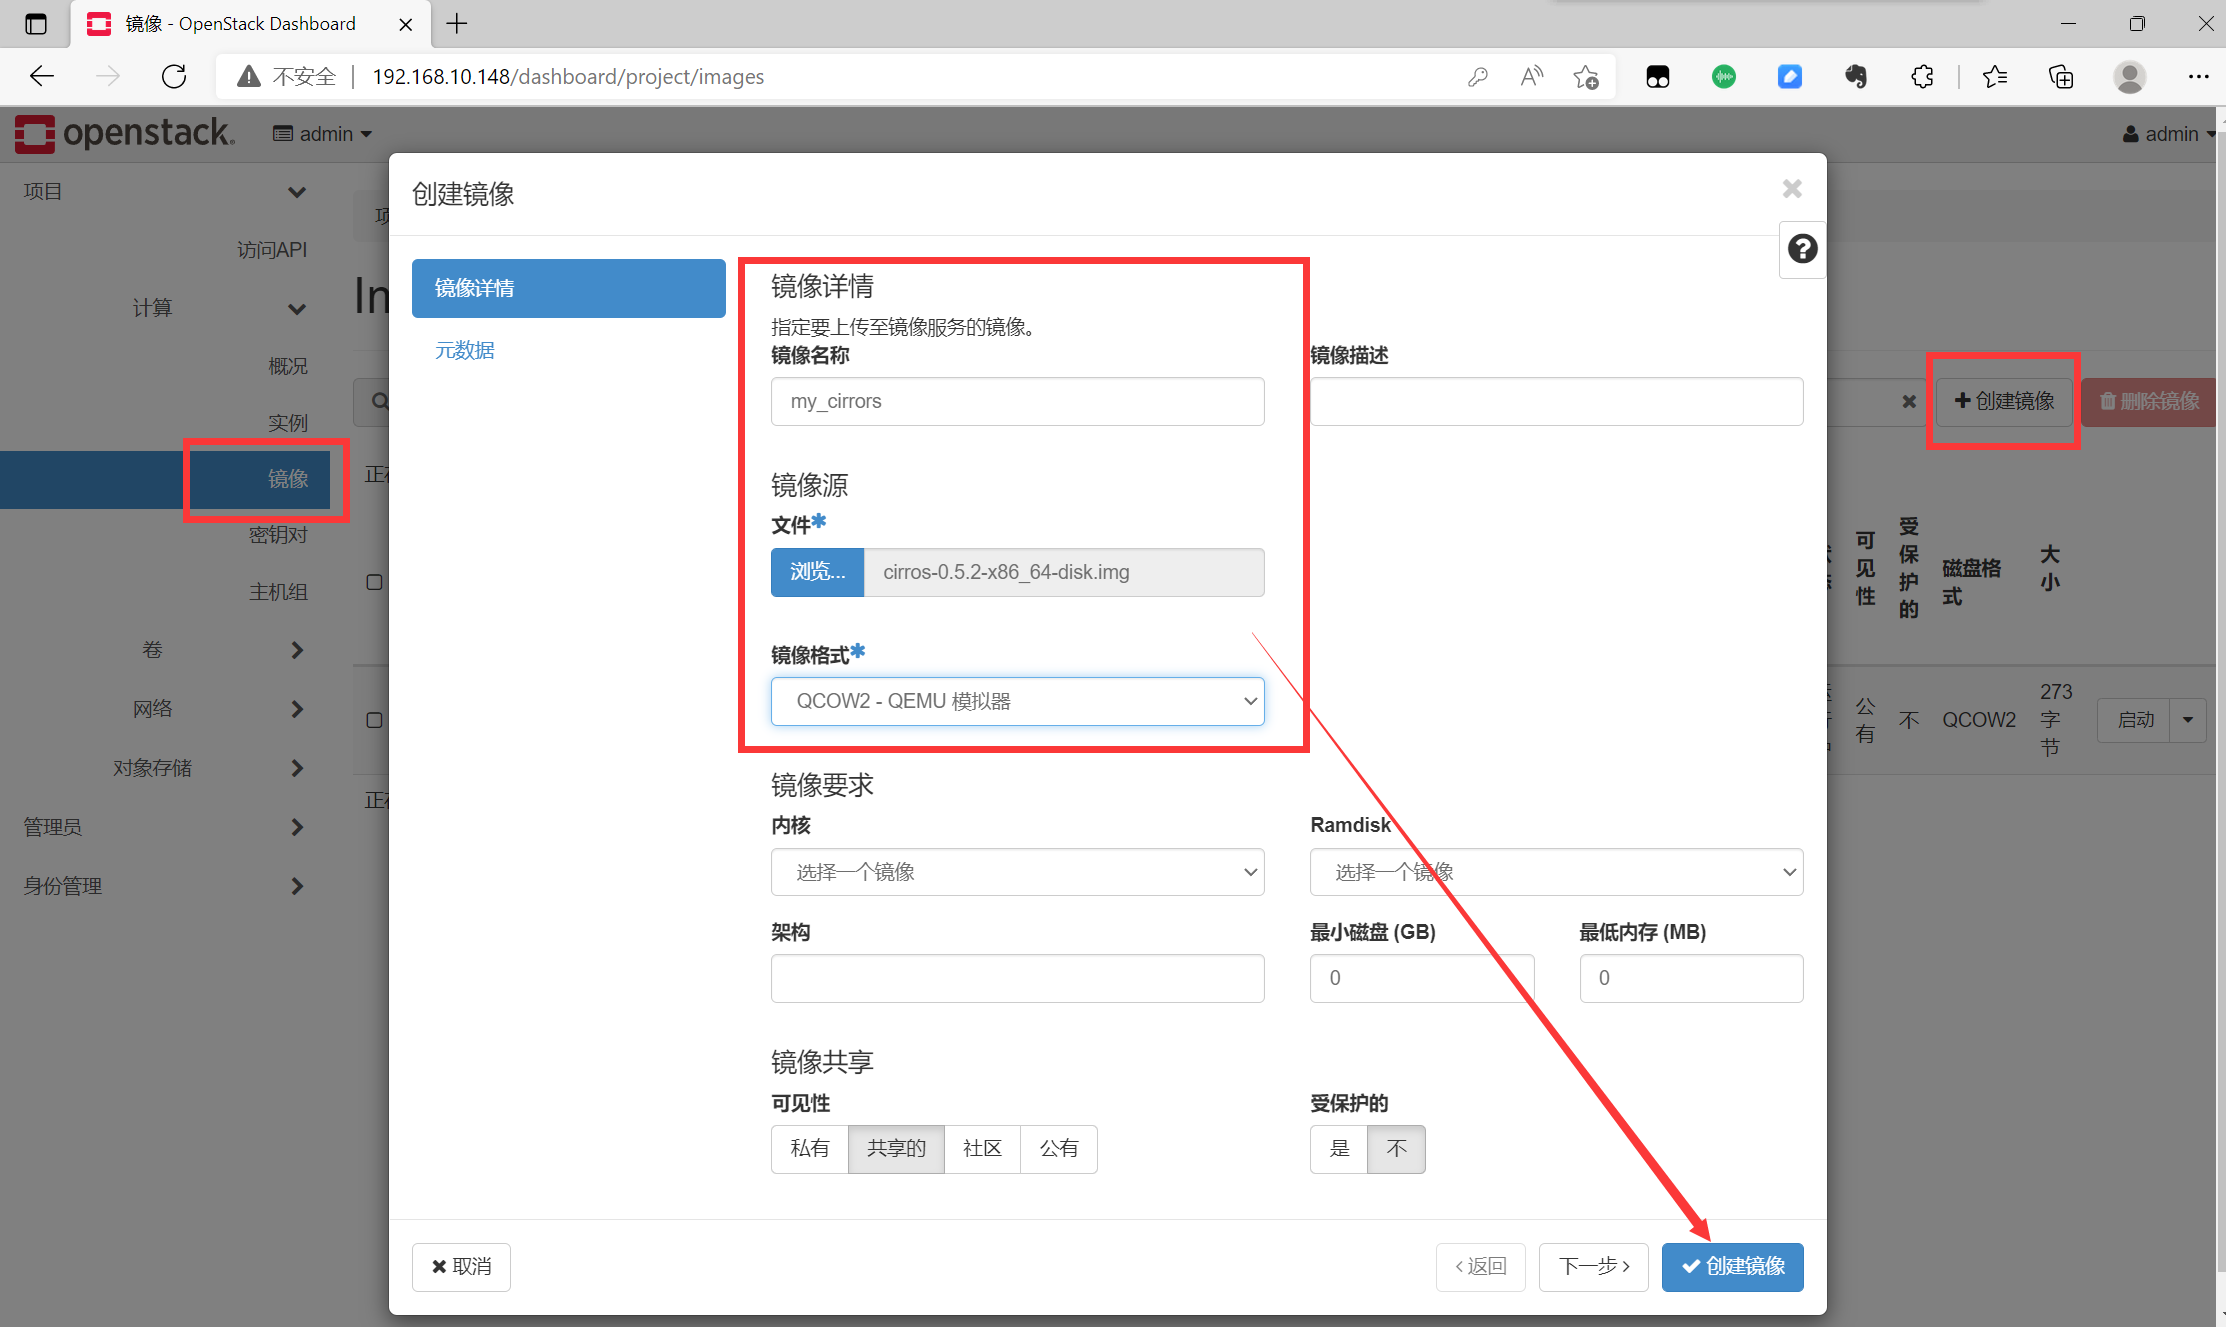 镜像 - OpenStack Dashboard
不安全 192.168.10.148/dashboard/project/images
openstack. admin admin
创建镜像
项目
访问API
计算
概况
实例
镜像
密钥对
主机组
卷
网络
对象存储
管理员
身份管理
镜像详情
元数据
镜像详情
指定要上传至镜像服务的镜像。
镜像名称 镜像描述
my_cirrors
镜像源
文件*
浏览... cirros-0.5.2-x86_64-disk.img
镜像格式*
QCOW2 - QEMU 模拟器
镜像要求
内核 Ramdisk
选择一个镜像 选择一个镜像
架构 最小磁盘 (GB) 最低内存 (MB)
0 0
镜像共享
可见性 受保护的
私有 共享的 社区 公有 是 不
取消 返回 下一步 创建镜像
创建镜像 删除镜像
可见性 受保护的 磁盘格式 大小
公有 不 QCOW2 273 字节 启动